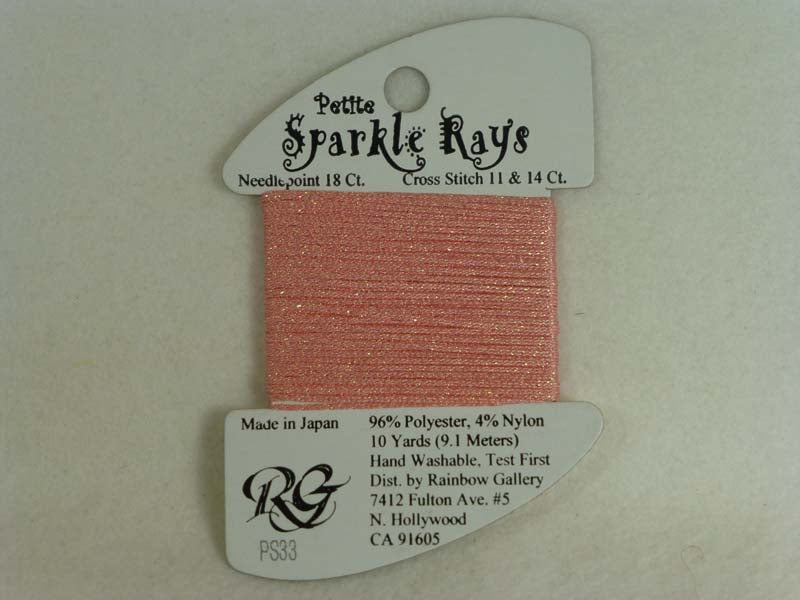 Petite
Sparkle Rays
Needlepoint 18 Ct. Cross Stitch 11 & 14 Ct.
Made in Japan
96% Polyester, 4% Nylon
10 Yards (9.1 Meters)
Hand Washable, Test First
Dist. by Rainbow Gallery
7412 Fulton Ave. #5
N. Hollywood
CA 91605
RG
PS33